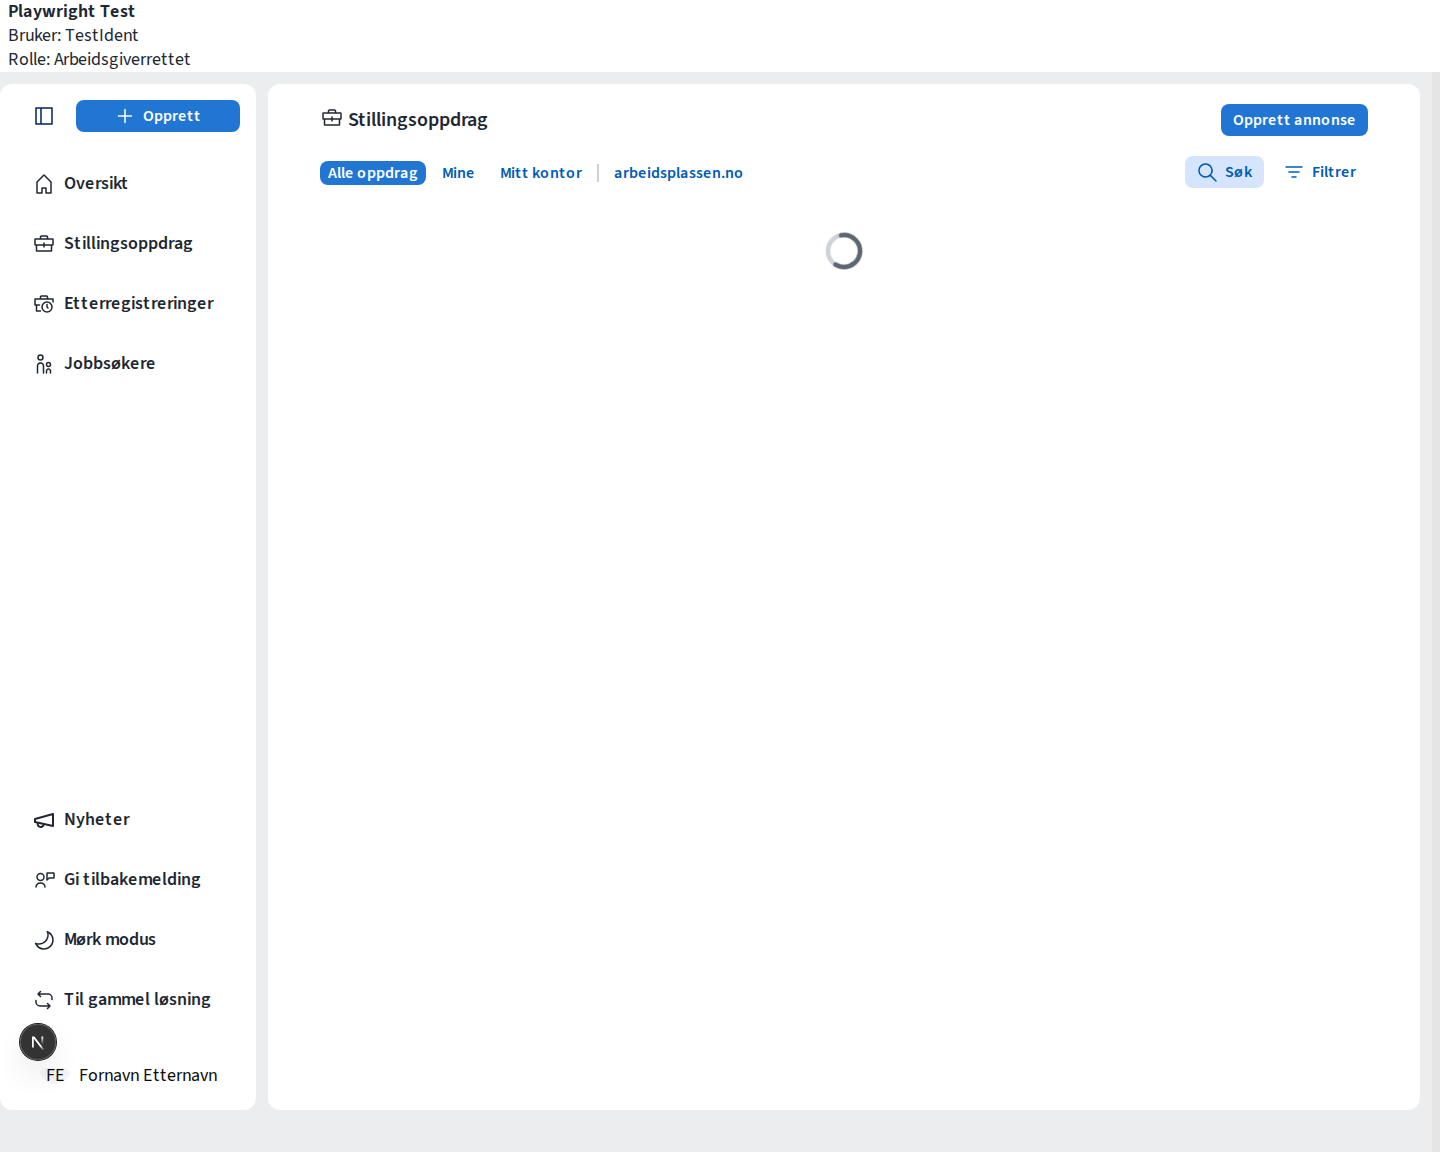 Playwright Test
Bruker: TestIdent
Rolle: Arbeidsgiverrettet
Opprett
Oversikt
Stillingsoppdrag
Etterregistreringer
Jobbsøkere
Nyheter
Gi tilbakemelding
Mørk modus
Til gammel løsning
N
FE Fornavn Etternavn
Stillingsoppdrag
Opprett annonse
Alle oppdrag Mine Mitt kontor arbeidsplassen.no
Søk Filtrer